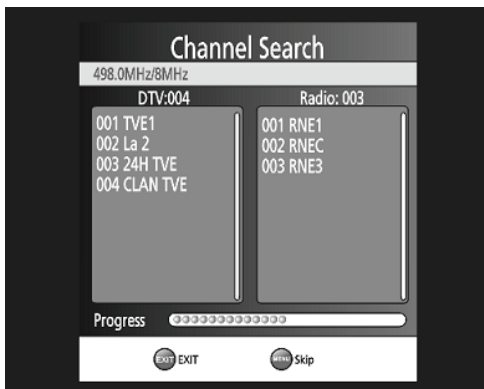 Channel Search
498.0MHz/8MHz
DTV:004
001 TVE1
002 La 2
003 24H TVE
004 CLAN TVE
Radio: 003
001 RNE1
002 RNEC
003 RNE3
Progress
EXIT EXIT
MENU Skip